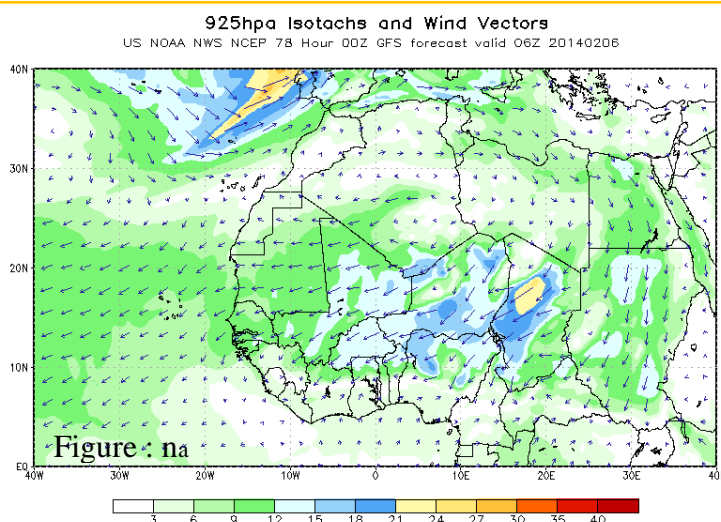 925hpa Isotachs and Wind Vectors
US NOAA NWS NCEP 78 Hour 00Z GFS forecast valid 06Z 20140206
40N
30N
20N
10N
EQ
Figure : na
40W 30W 20W 10W 0 10E 20E 30E 40
3 6 9 12 15 18 21 24 27 30 35 40